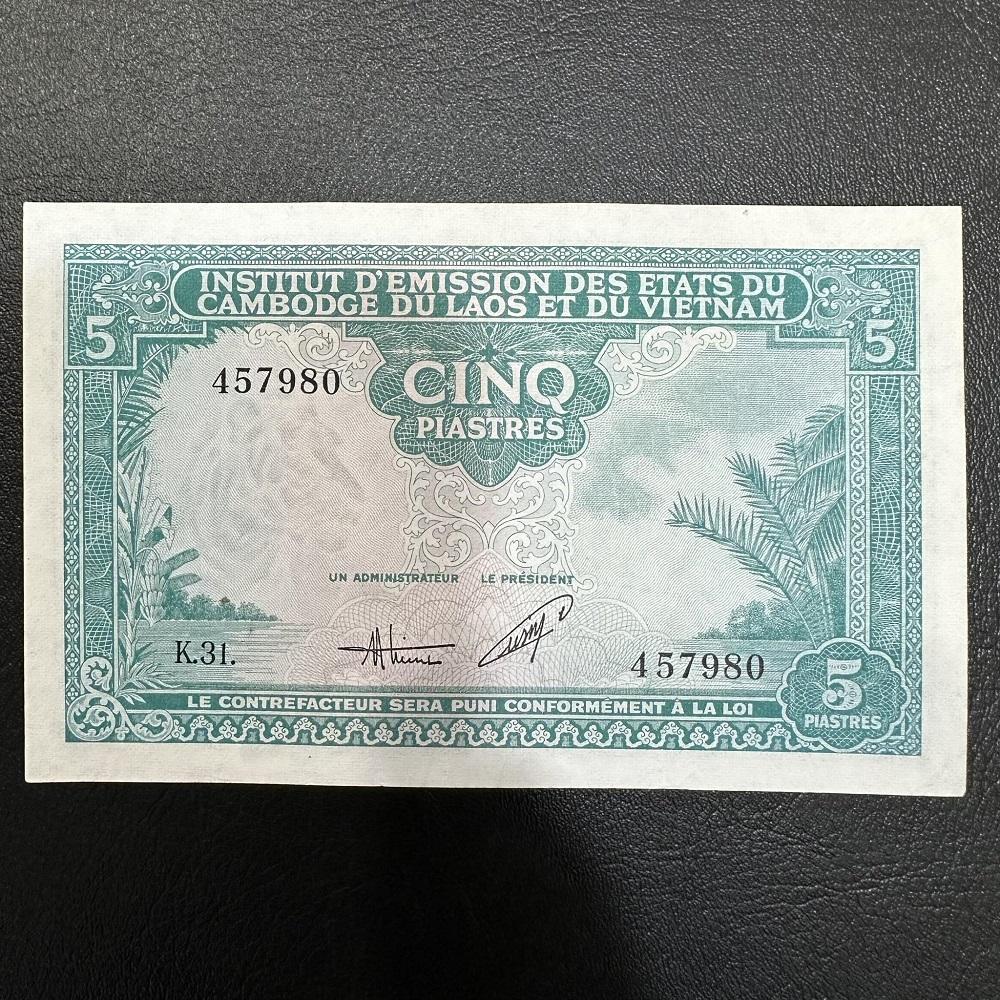 INSTITUT D'EMISSION DES ETATS DU
CAMBODGE DU LAOS ET DU VIETNAM
5
5
457980
CINQ
PIASTRES
UN ADMINISTRATEUR
LE PRÉSIDENT
K.31.
457980
5
PIASTRES
LE CONTREFACTEUR SERA PUNI CONFORMÉMENT À LA LOI